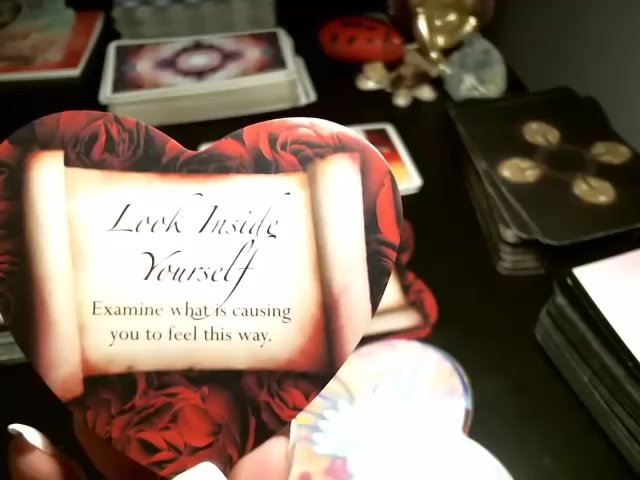 Look Inside
Yourself
Examine what is causing
you to feel this way.